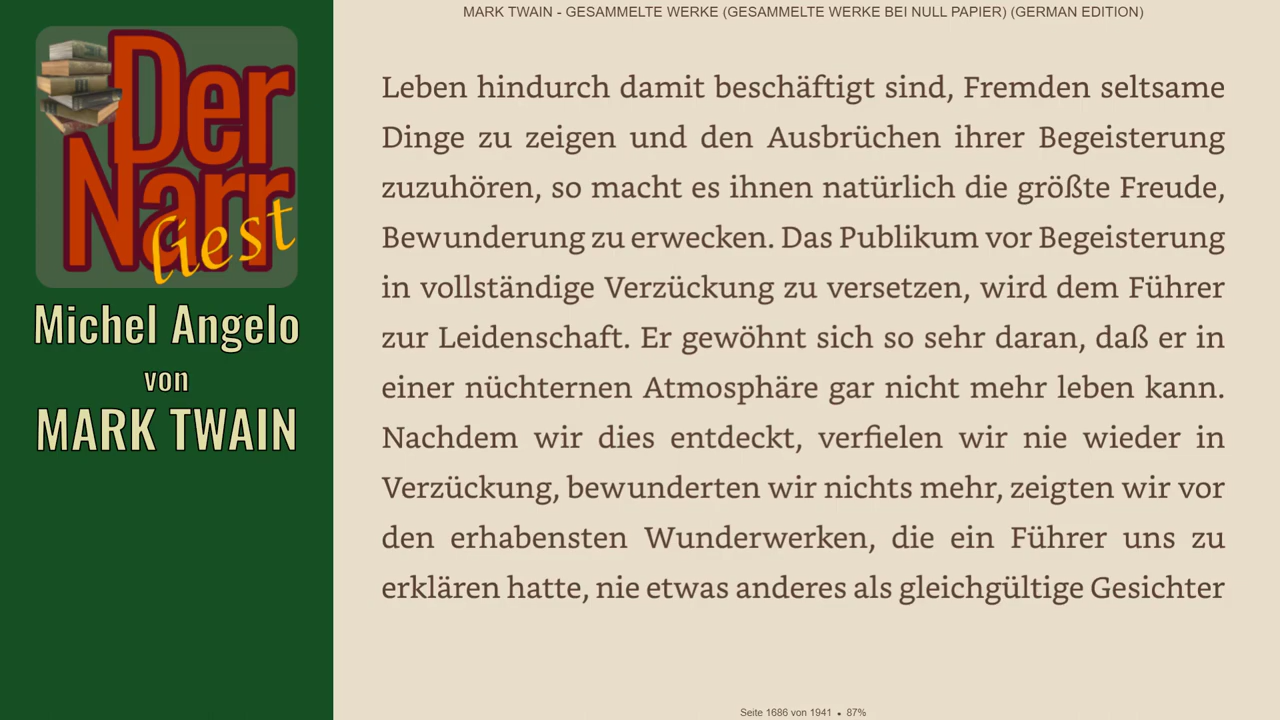 Der
Narr
liest
Michel Angelo
von
MARK TWAIN
MARK TWAIN - GESAMMELTE WERKE (GESAMMELTE WERKE BEI NULL PAPIER) (GERMAN EDITION)
Leben hindurch damit beschäftigt sind, Fremden seltsame
Dinge zu zeigen und den Ausbrüchen ihrer Begeisterung
zuzuhören, so macht es ihnen natürlich die größte Freude,
Bewunderung zu erwecken. Das Publikum vor Begeisterung
in vollständige Verzückung zu versetzen, wird dem Führer
zur Leidenschaft. Er gewöhnt sich so sehr daran, daß er in
einer nüchternen Atmosphäre gar nicht mehr leben kann.
Nachdem wir dies entdeckt, verfielen wir nie wieder in
Verzückung, bewunderten wir nichts mehr, zeigten wir vor
den erhabensten Wunderwerken, die ein Führer uns zu
erklären hatte, nie etwas anderes als gleichgültige Gesichter
Seite 1686 von 1941 • 87%